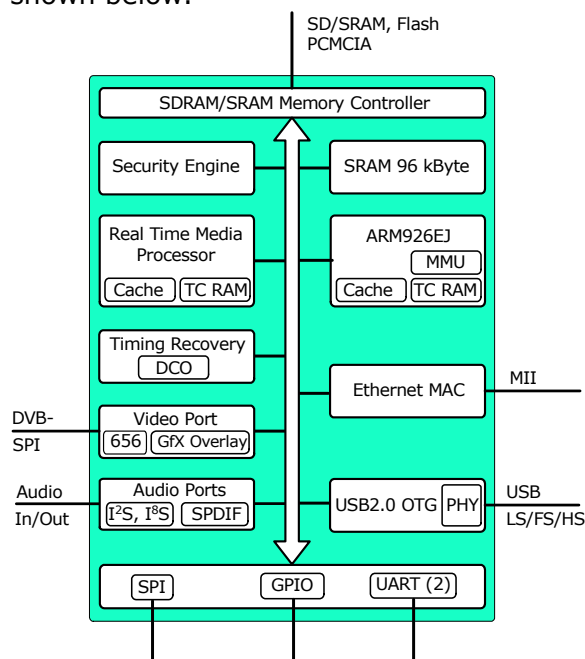 shown below.
SD/SRAM, Flash
PCMCIA
SDRAM/SRAM Memory Controller
Security Engine
SRAM 96 kByte
Real Time Media
Processor
Cache
TC RAM
ARM926EJ
MMU
Cache
TC RAM
Timing Recovery
DCO
Ethernet MAC
MII
DVB-
SPI
Video Port
656
GfX Overlay
Audio
In/Out
Audio Ports
I²S, I⁸S
SPDIF
USB2.0 OTG
PHY
USB
LS/FS/HS
SPI
GPIO
UART (2)